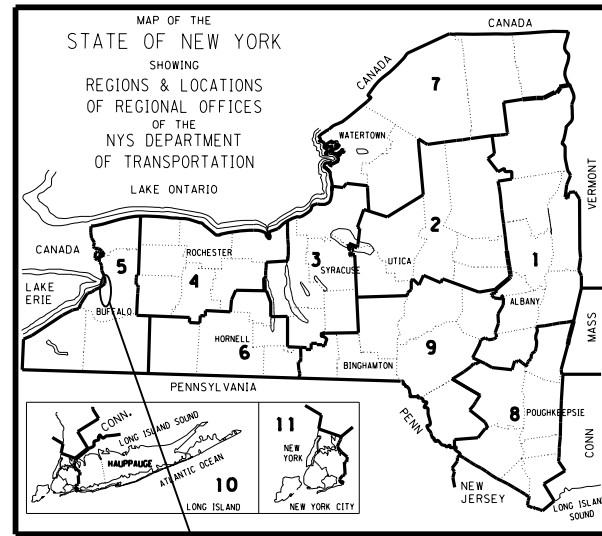 MAP OF THE
STATE OF NEW YORK
SHOWING
REGIONS & LOCATIONS
OF REGIONAL OFFICES
OF THE
NYS DEPARTMENT
OF TRANSPORTATION
LAKE ONTARIO
CANADA
CANADA
7
WATERTOWN
VERMONT
CANADA
LAKE
ERIE
5
BUFFALO
ROCHESTER
4
3
SYRACUSE
2
UTICA
1
ALBANY
MASS
HORNELL
6
BINGHAMTON
9
PENNSYLVANIA
8
POUGHKEEPSIE
CONN
PENN
NEW
JERSEY
LONG ISLAND
SOUND
CONN.
LONG ISLAND SOUND
HAUPPAUGE
ATLANTIC OCEAN
10
LONG ISLAND
11
NEW
YORK
NEW YORK CITY